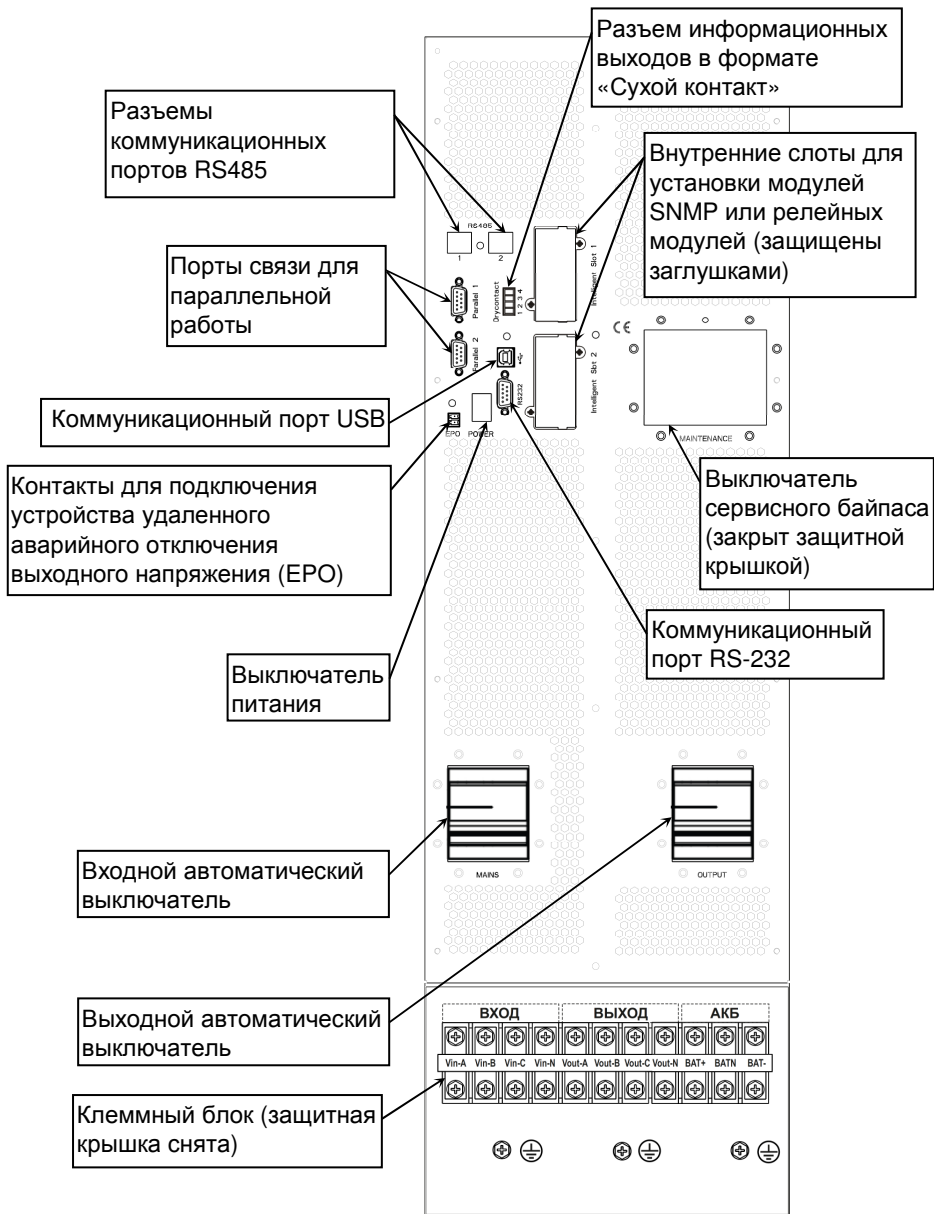 Разъем информационных
выходов в формате
«Сухой контакт»
Разъемы
коммуникационных
портов RS485
Внутренние слоты для
установки модулей
SNMP или релейных
модулей (защищены
заглушками)
Порты связи для
параллельной
работы
Коммуникационный порт USB
Контакты для подключения
устройства удаленного
аварийного отключения
выходного напряжения (EPO)
Выключатель
сервисного байпаса
(закрыт защитной
крышкой)
Коммуникационный
порт RS-232
Выключатель
питания
Входной автоматический
выключатель
Выходной автоматический
выключатель
Клеммный блок (защитная
крышка снята)
RS485
1 2
Parallel 1
Parallel 2
Drycontact
1 2 3 4
Intelligent Slot 1
Intelligent Slot 2
RS232
CE
EPO POWER
MAINTENANCE
MAINS
OUTPUT
ВХОД ВЫХОД АКБ
Vin-A Vin-B Vin-C Vin-N Vout-A Vout-B Vout-C Vout-N BAT+ BATN BAT-